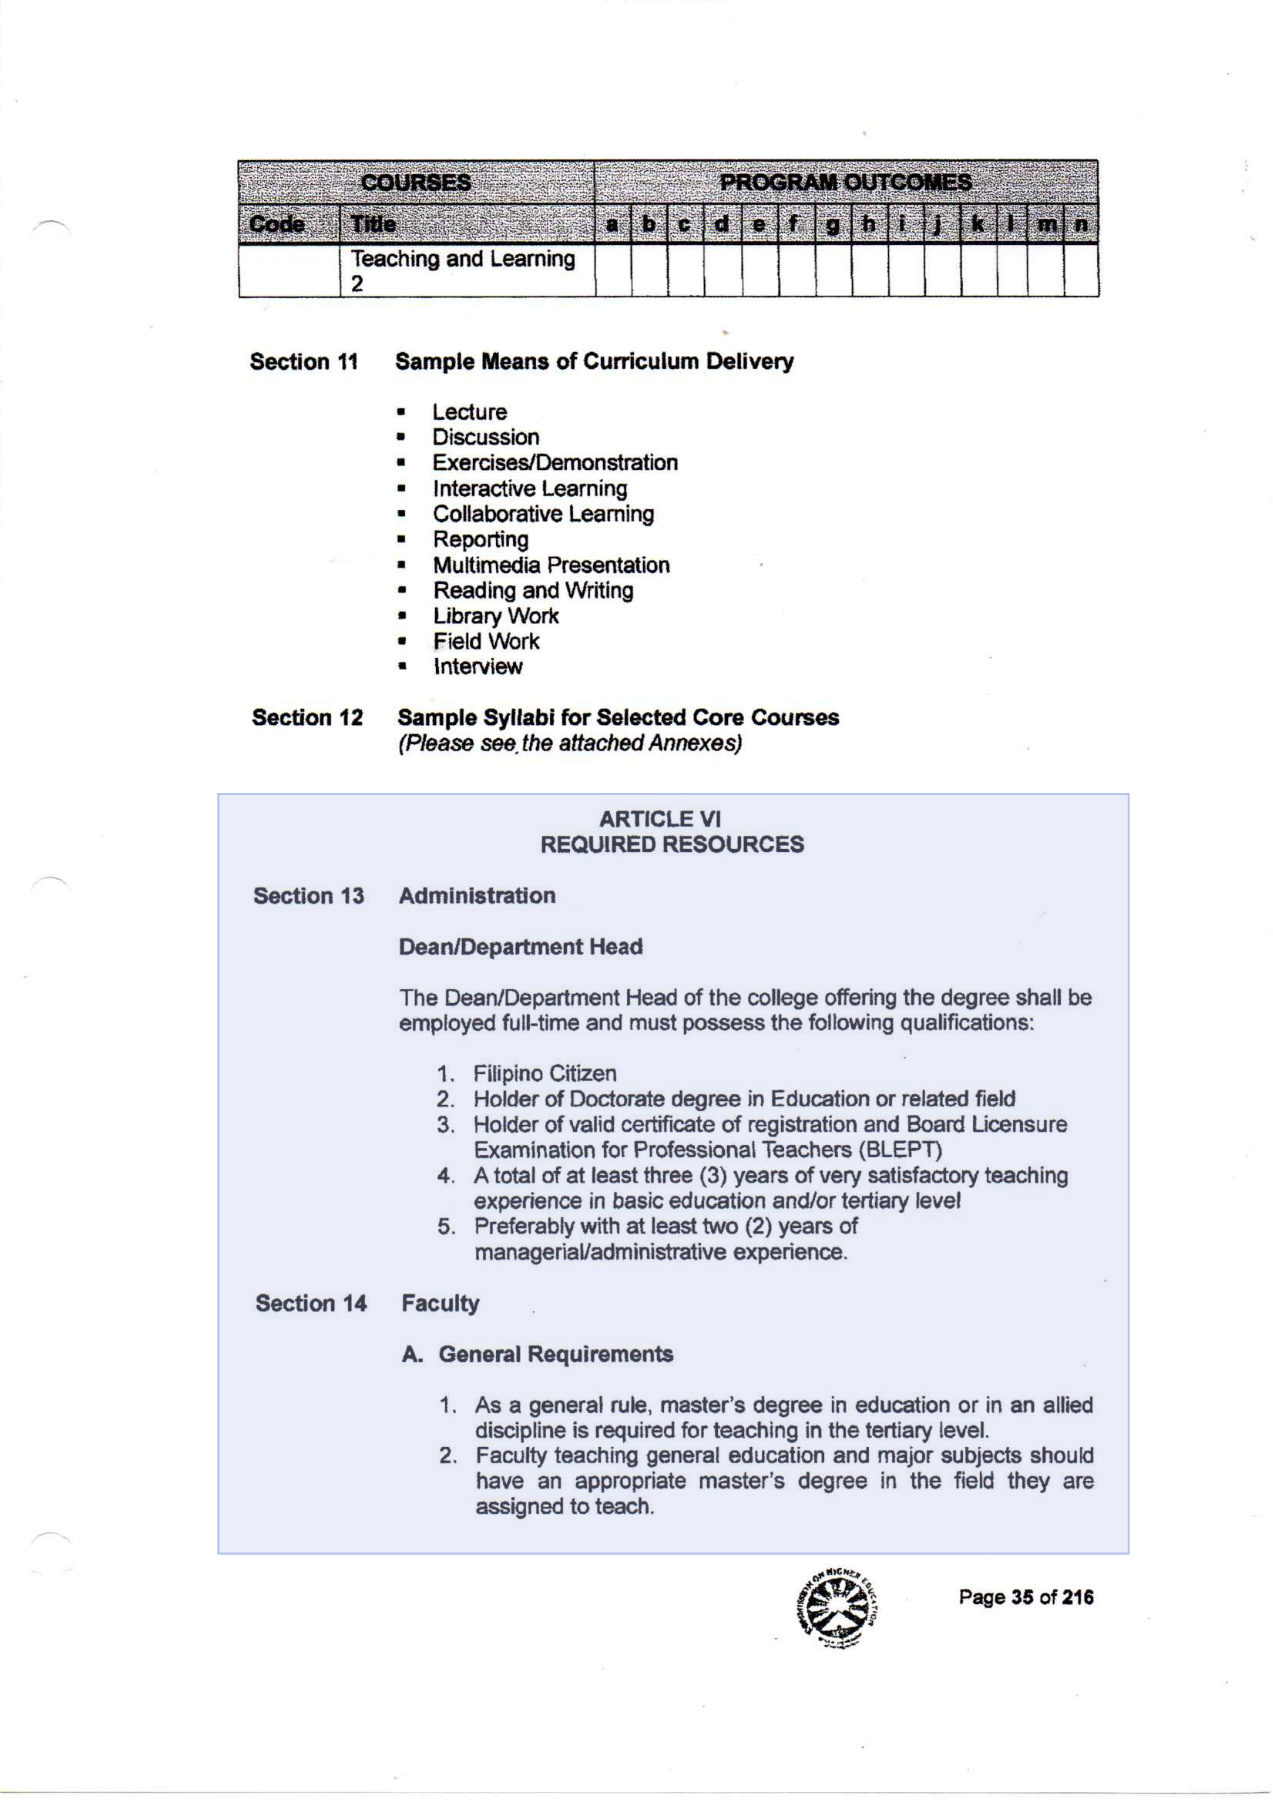 COURSES PROGRAM OUTCOMES
Code Title a b c d e f g h i j k l m n
Teaching and Learning
2
Section 11 Sample Means of Curriculum Delivery
▪ Lecture
▪ Discussion
▪ Exercises/Demonstration
▪ Interactive Learning
▪ Collaborative Learning
▪ Reporting
▪ Multimedia Presentation
▪ Reading and Writing
▪ Library Work
▪ Field Work
▪ Interview
Section 12 Sample Syllabi for Selected Core Courses
(Please see the attached Annexes)
ARTICLE VI
REQUIRED RESOURCES
Section 13 Administration
Dean/Department Head
The Dean/Department Head of the college offering the degree shall be
employed full-time and must possess the following qualifications:
1. Filipino Citizen
2. Holder of Doctorate degree in Education or related field
3. Holder of valid certificate of registration and Board Licensure
Examination for Professional Teachers (BLEPT)
4. A total of at least three (3) years of very satisfactory teaching
experience in basic education and/or tertiary level
5. Preferably with at least two (2) years of
managerial/administrative experience.
Section 14 Faculty
A. General Requirements
1. As a general rule, master's degree in education or in an allied
discipline is required for teaching in the tertiary level.
2. Faculty teaching general education and major subjects should
have an appropriate master's degree in the field they are
assigned to teach.
COMMISSION ON HIGHER EDUCATION
Page 35 of 216